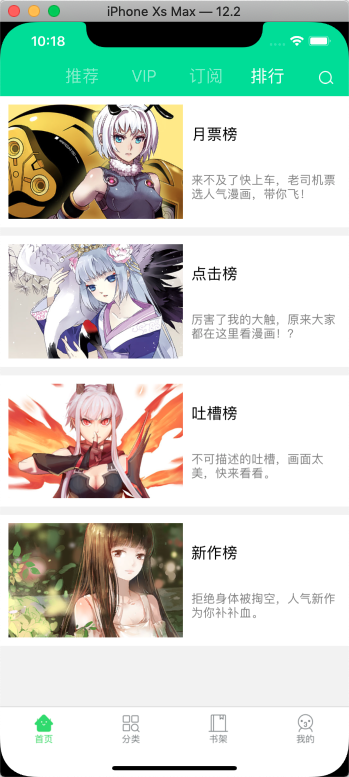 iPhone Xs Max — 12.2
10:18
推荐 VIP 订阅 排行
月票榜
来不及了快上车，老司机票
选人气漫画，带你飞！
点击榜
厉害了我的大触，原来大家
都在这里看漫画！？
吐槽榜
不可描述的吐槽，画面太
美，快来看看。
新作榜
拒绝身体被掏空，人气新作
为你补补血。
首页 分类 书架 我的